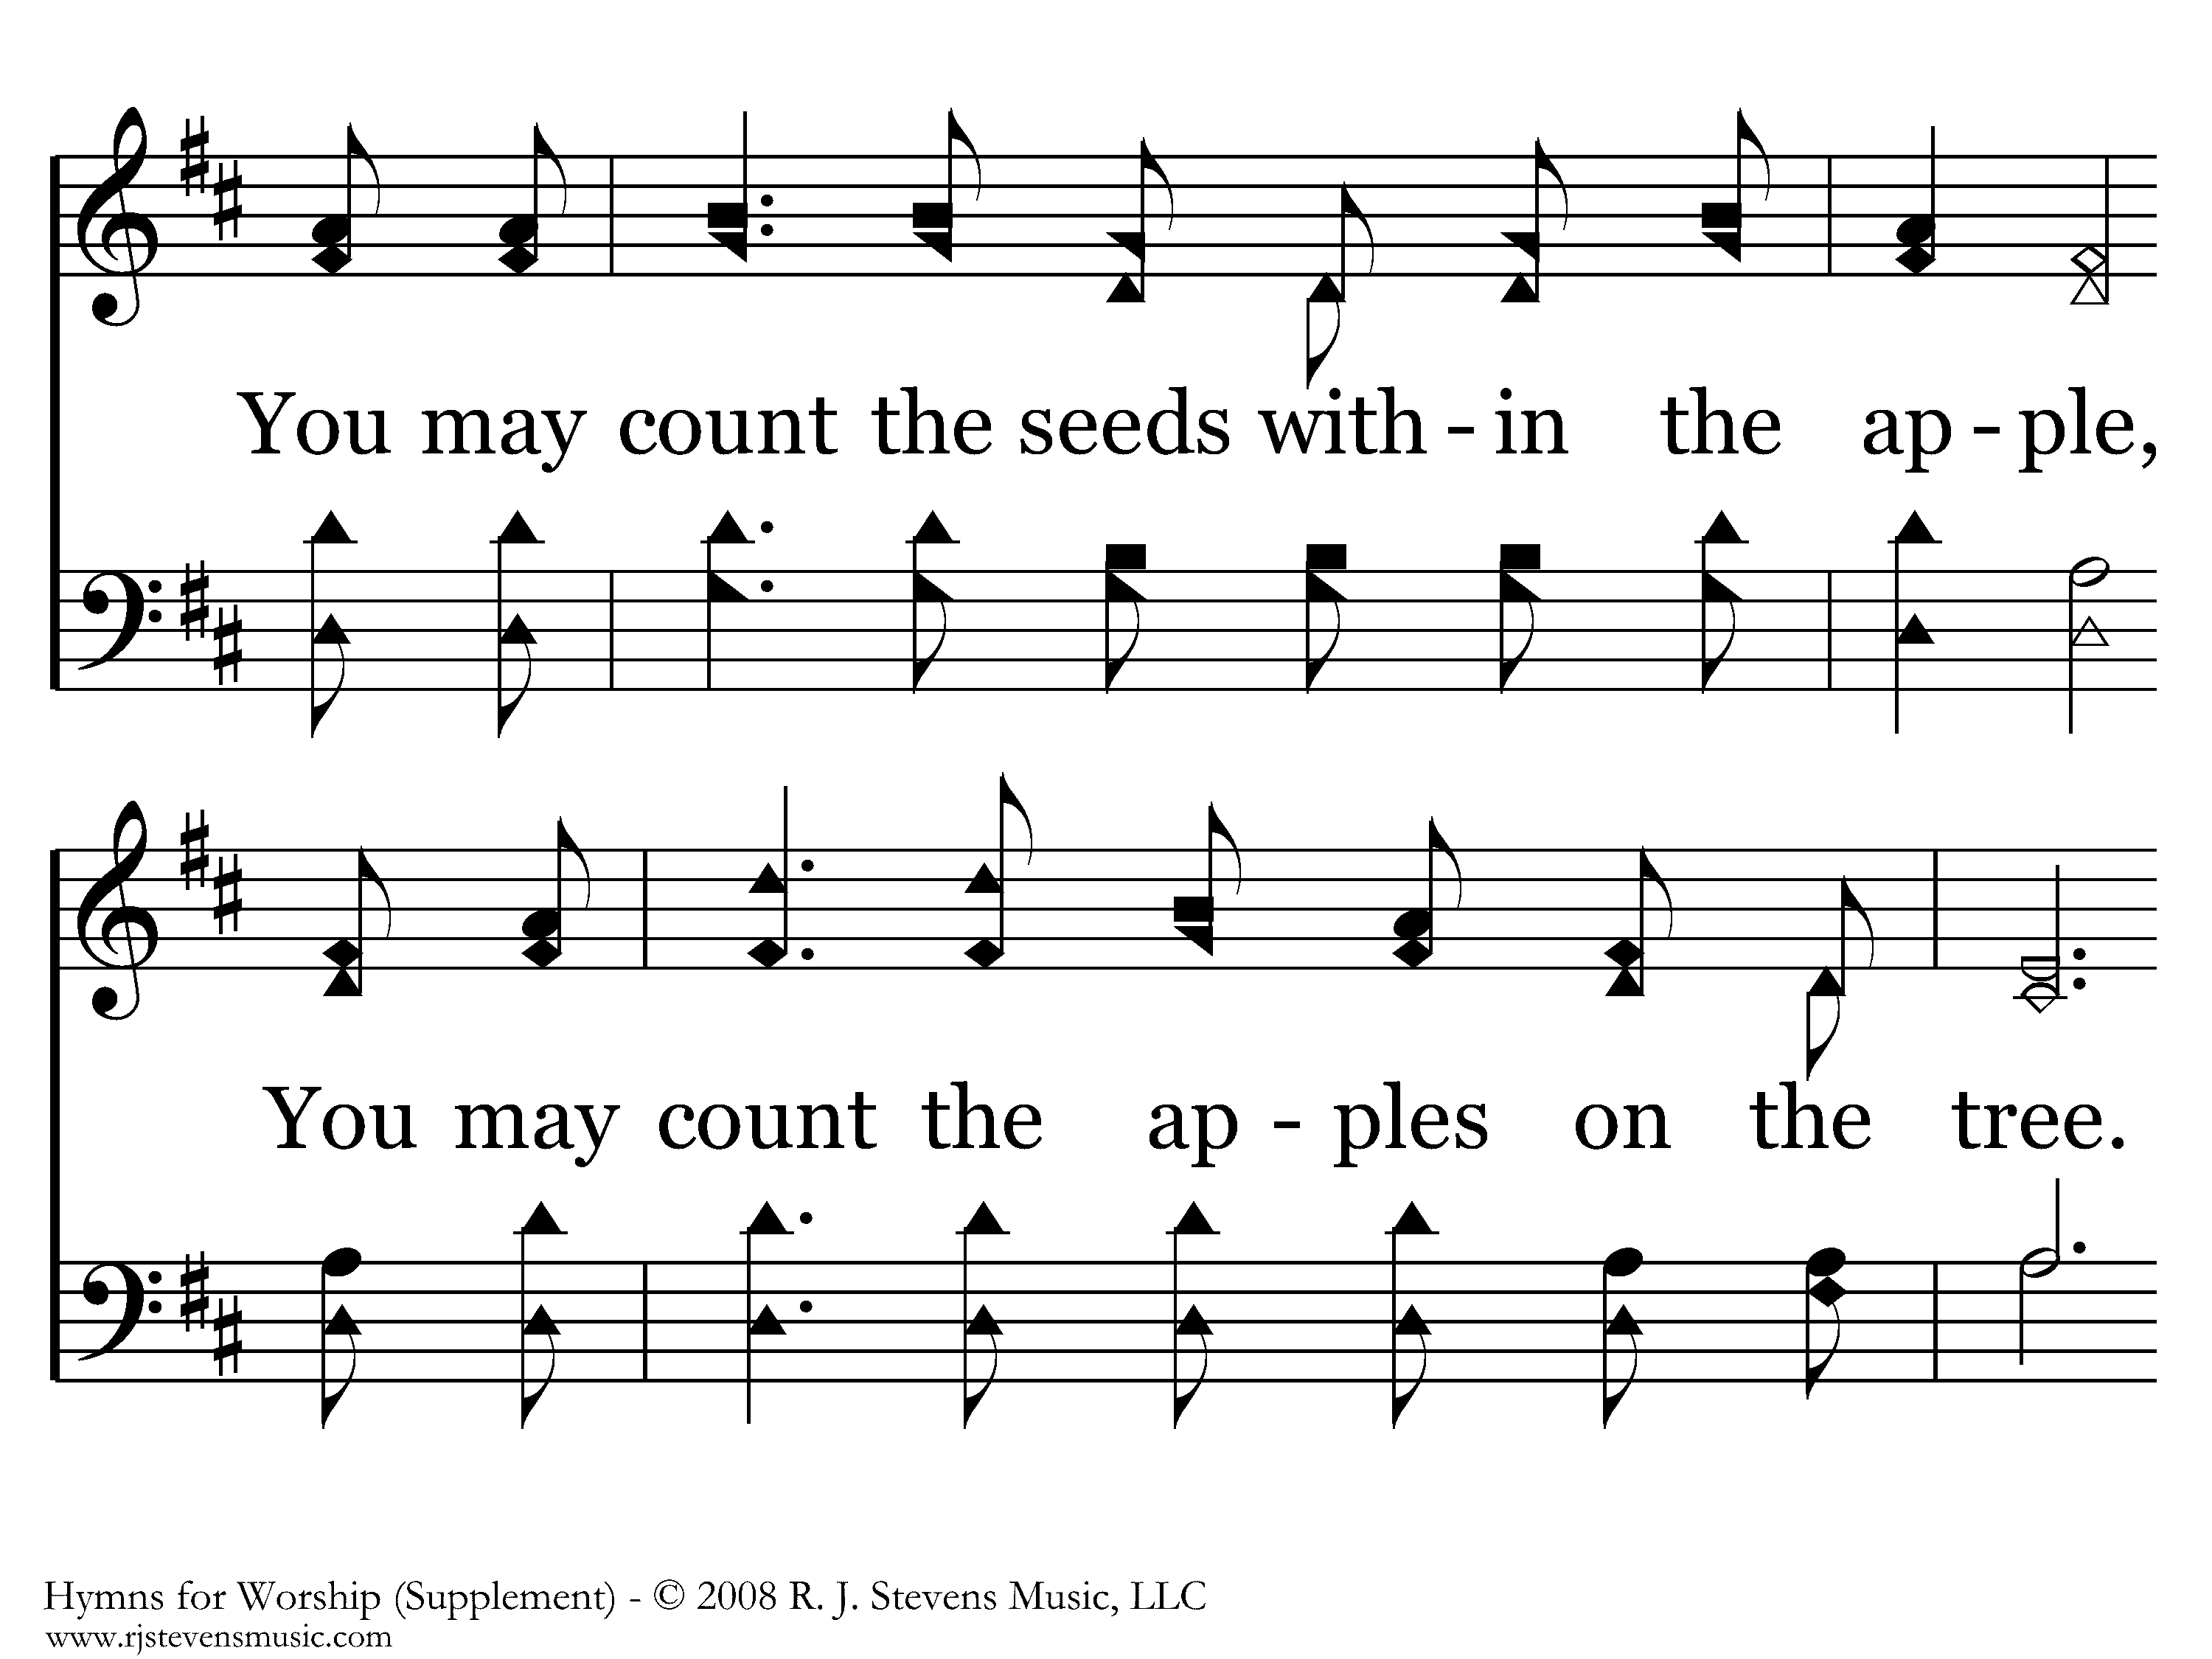 You may count the seeds with - in the ap - ple,
You may count the ap - ples on the tree.
Hymns for Worship (Supplement) - © 2008 R. J. Stevens Music, LLC
www.rjstevensmusic.com